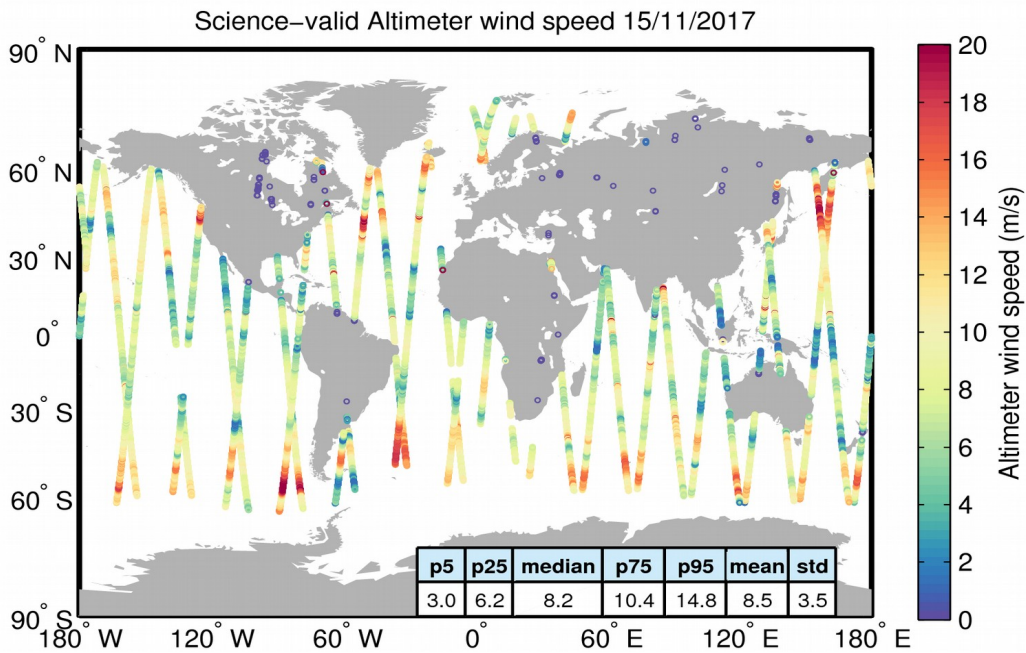 Science−valid Altimeter wind speed 15/11/2017
90° N
60° N
30° N
0°
30° S
60° S
90° S
180° W
120° W
60° W
0°
60° E
120° E
180° E
p5 p25 median p75 p95 mean std
3.0 6.2 8.2 10.4 14.8 8.5 3.5
20
18
16
14
12
10
8
6
4
2
0
Altimeter wind speed (m/s)